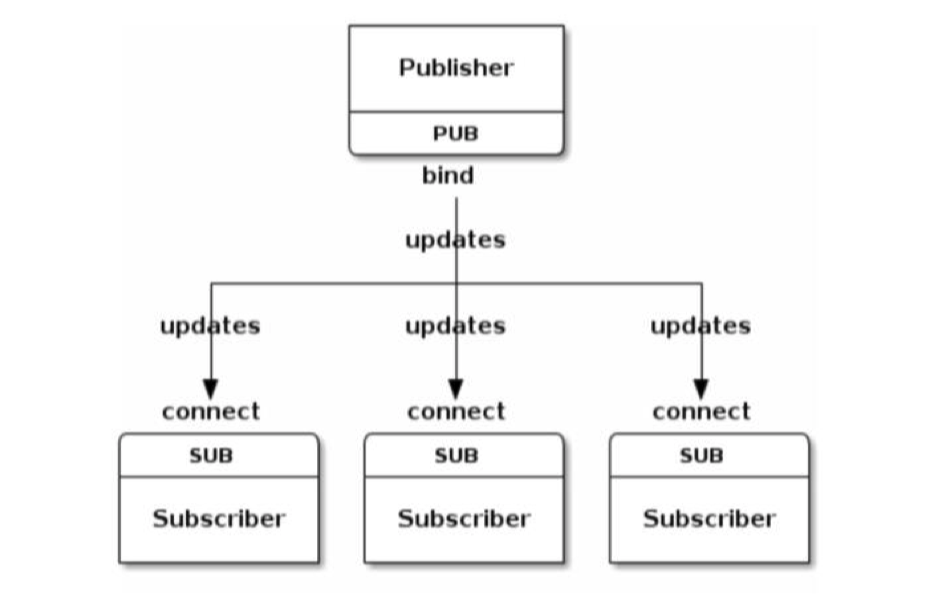 Publisher
PUB
bind
updates
updates updates updates
connect connect connect
SUB SUB SUB
Subscriber Subscriber Subscriber